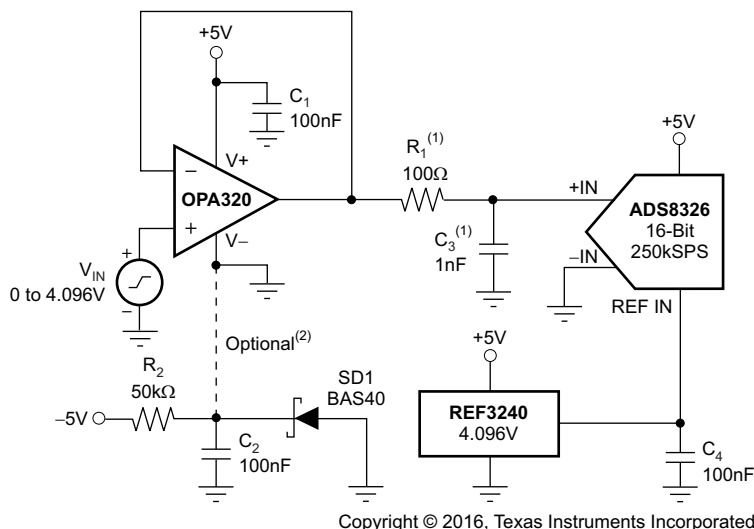 +5V
C1
100nF
V+
−
OPA320
+
V−
+
VIN
0 to 4.096V
−
R1(1)
100Ω
C3(1)
1nF
+5V
+IN
ADS8326
16-Bit
250kSPS
−IN
REF IN
Optional(2)
R2
50kΩ
−5V
C2
100nF
SD1
BAS40
+5V
REF3240
4.096V
C4
100nF
Copyright © 2016, Texas Instruments Incorporated